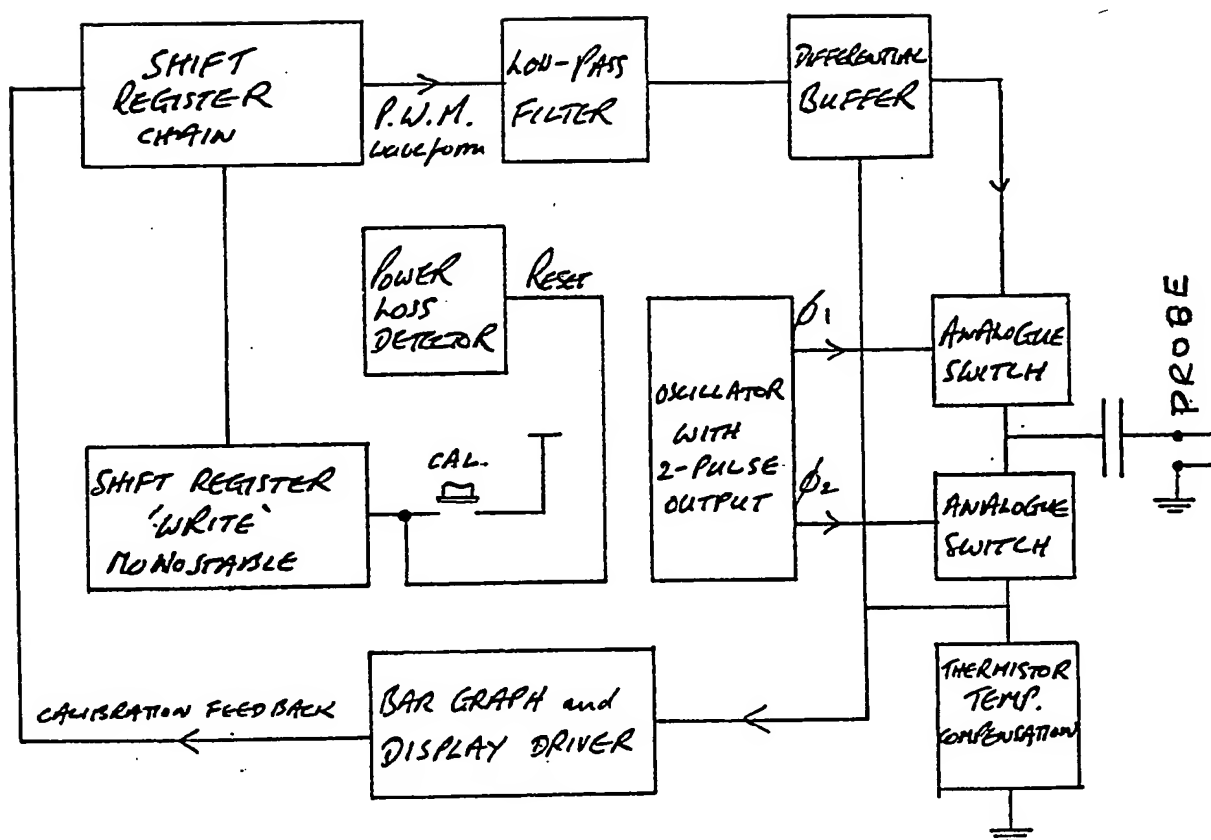 SHIFT
REGISTER
CHAIN
P.W.M.
waveform
LOW-PASS
FILTER
DIFFERENTIAL
BUFFER
POWER
LOSS
DETECTOR
RESET
OSCILLATOR
WITH
2-PULSE
OUTPUT
φ1
φ2
ANALOGUE
SWITCH
PROBE
ANALOGUE
SWITCH
SHIFT REGISTER
'WRITE'
MONOSTABLE
CAL.
THERMISTOR
TEMP.
COMPENSATION
BAR GRAPH and
DISPLAY DRIVER
CALIBRATION FEEDBACK